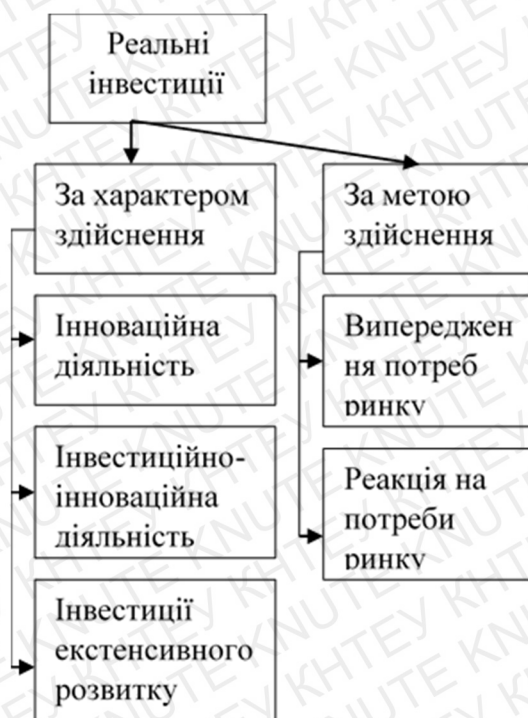 Реальні
інвестиції
За характером
здійснення
За метою
здійснення
Інноваційна
діяльність
Випереджен
ня потреб
ринку
Інвестиційно-
інноваційна
діяльність
Реакція на
потреби
ринку
Інвестиції
екстенсивного
розвитку